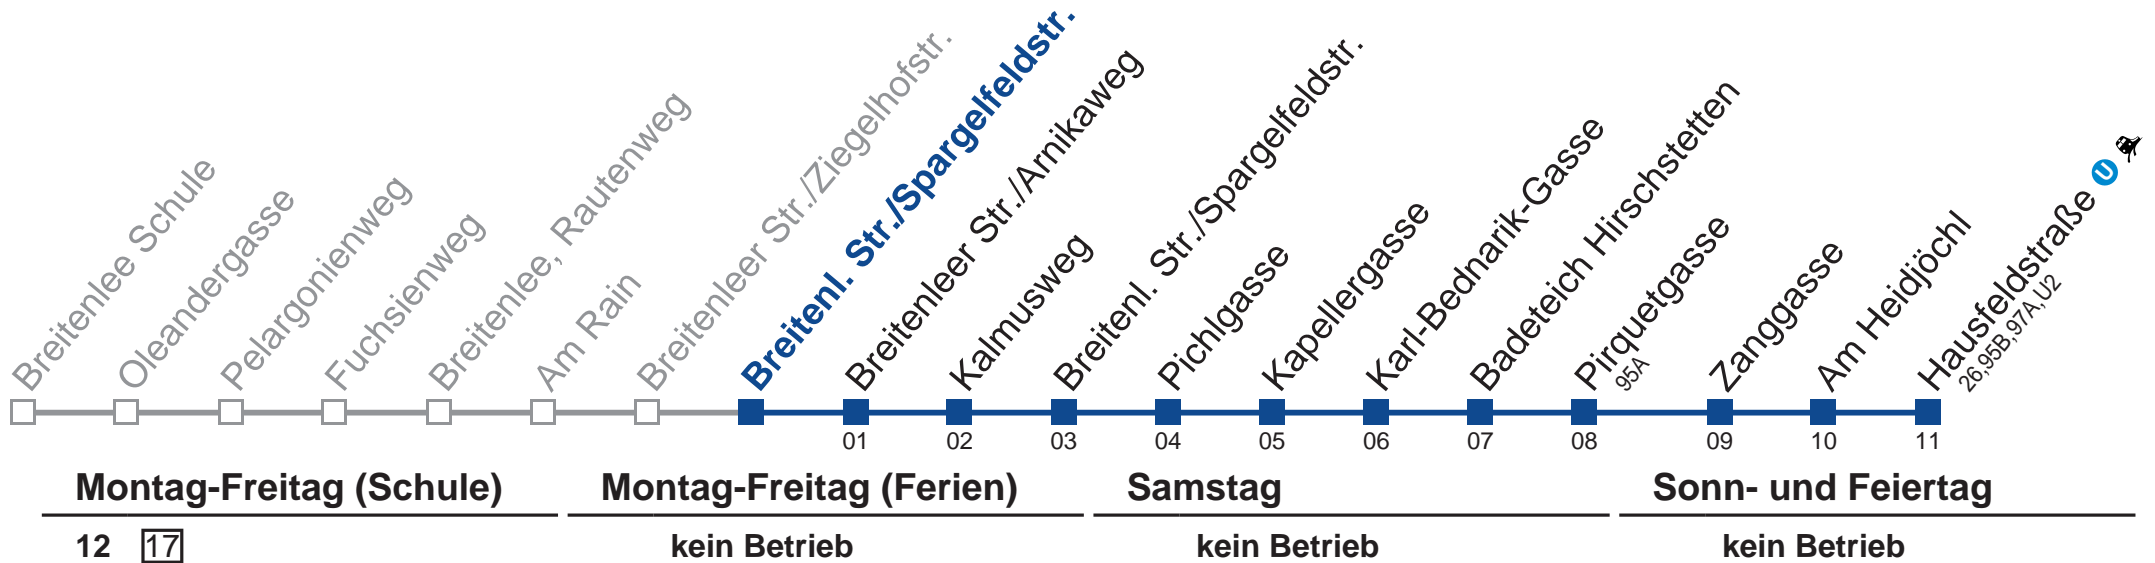 Breitenlee Schule
Oleandergasse
Pelargonienweg
Fuchsienweg
Breitenlee, Rautenweg
Am Rain
Breitenleer Str./Ziegelhofstr.
Breitenl. Str./Spargelfeldstr.
Breitenleer Str./Arnikaweg
Kalmusweg
Breitenl. Str./Spargelfeldstr.
Pichlgasse
Kapellergasse
Karl-Bednarik-Gasse
Badeteich Hirschstetten
Pirquetgasse
95A
Zanggasse
Am Heidjöchl
Hausfeldstraße U
26,95B,97A,U2
01 02 03 04 05 06 07 08 09 10 11
Montag-Freitag (Schule) Montag-Freitag (Ferien) Samstag Sonn- und Feiertag
12 17 kein Betrieb kein Betrieb kein Betrieb